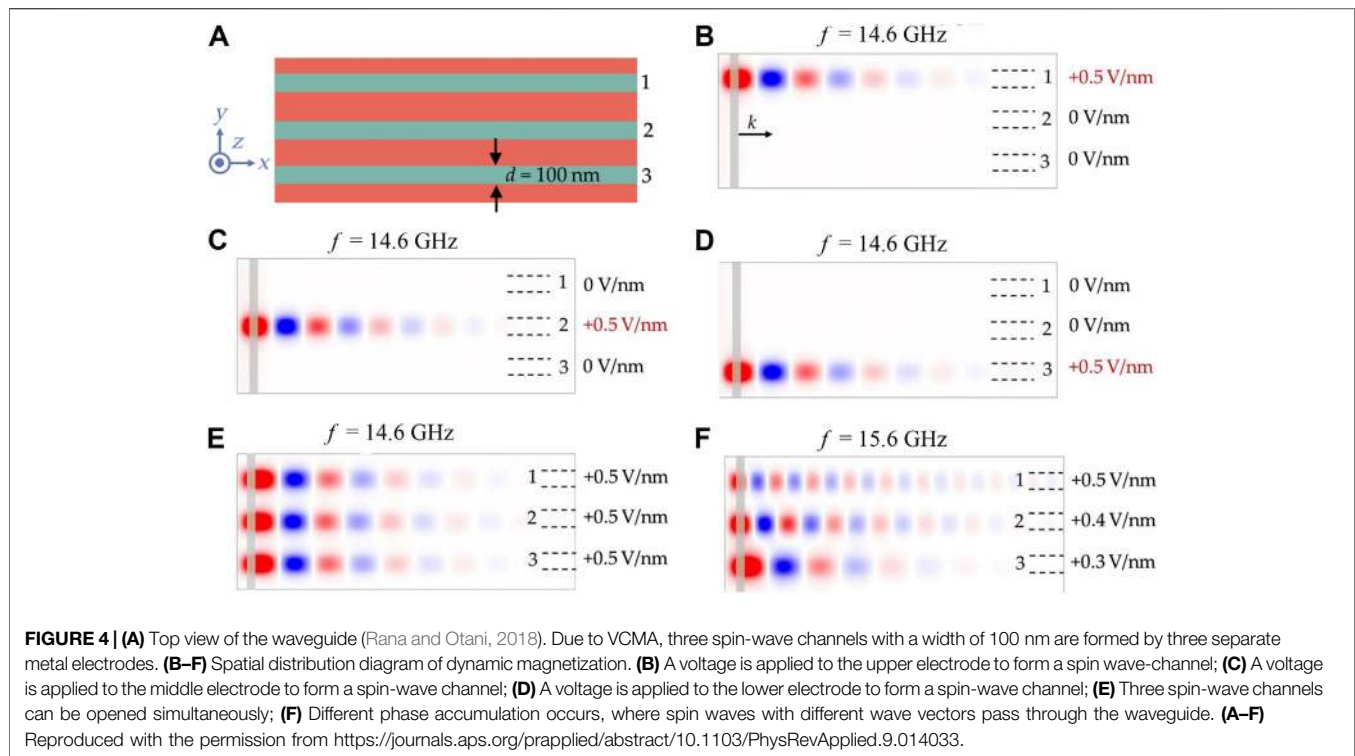 A
1
2
3
y
z
x
d = 100 nm
B
f = 14.6 GHz
k
1 +0.5 V/nm
2 0 V/nm
3 0 V/nm
C
f = 14.6 GHz
1 0 V/nm
2 +0.5 V/nm
3 0 V/nm
D
f = 14.6 GHz
1 0 V/nm
2 0 V/nm
3 +0.5 V/nm
E
f = 14.6 GHz
1 +0.5 V/nm
2 +0.5 V/nm
3 +0.5 V/nm
F
f = 15.6 GHz
1 +0.5 V/nm
2 +0.4 V/nm
3 +0.3 V/nm
FIGURE 4 | (A) Top view of the waveguide (Rana and Otani, 2018). Due to VCMA, three spin-wave channels with a width of 100 nm are formed by three separate
metal electrodes. (B–F) Spatial distribution diagram of dynamic magnetization. (B) A voltage is applied to the upper electrode to form a spin wave-channel; (C) A voltage
is applied to the middle electrode to form a spin-wave channel; (D) A voltage is applied to the lower electrode to form a spin-wave channel; (E) Three spin-wave channels
can be opened simultaneously; (F) Different phase accumulation occurs, where spin waves with different wave vectors pass through the waveguide. (A–F)
Reproduced with the permission from https://journals.aps.org/prapplied/abstract/10.1103/PhysRevApplied.9.014033.